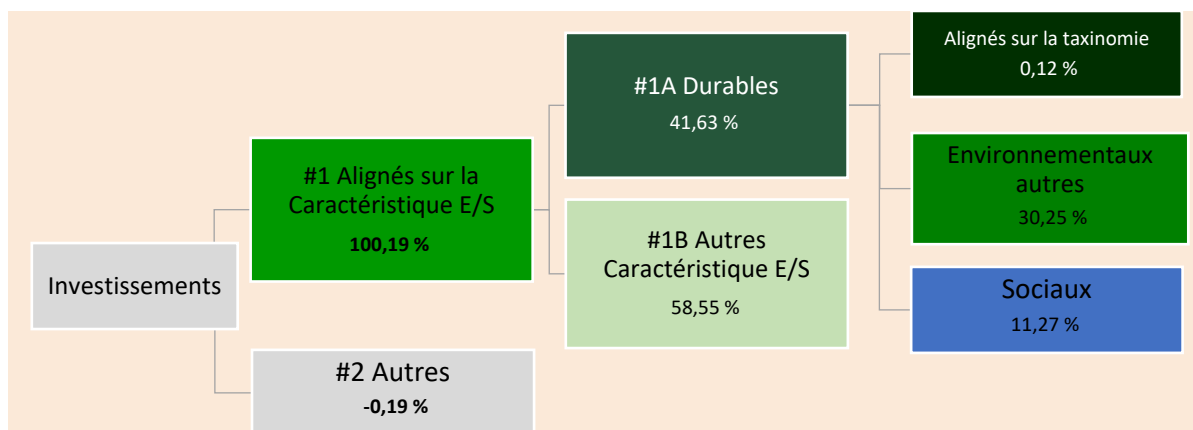 Investissements
#1 Alignés sur la
Caractéristique E/S
100,19 %
#2 Autres
-0,19 %
#1A Durables
41,63 %
#1B Autres
Caractéristique E/S
58,55 %
Alignés sur la taxinomie
0,12 %
Environnementaux
autres
30,25 %
Sociaux
11,27 %